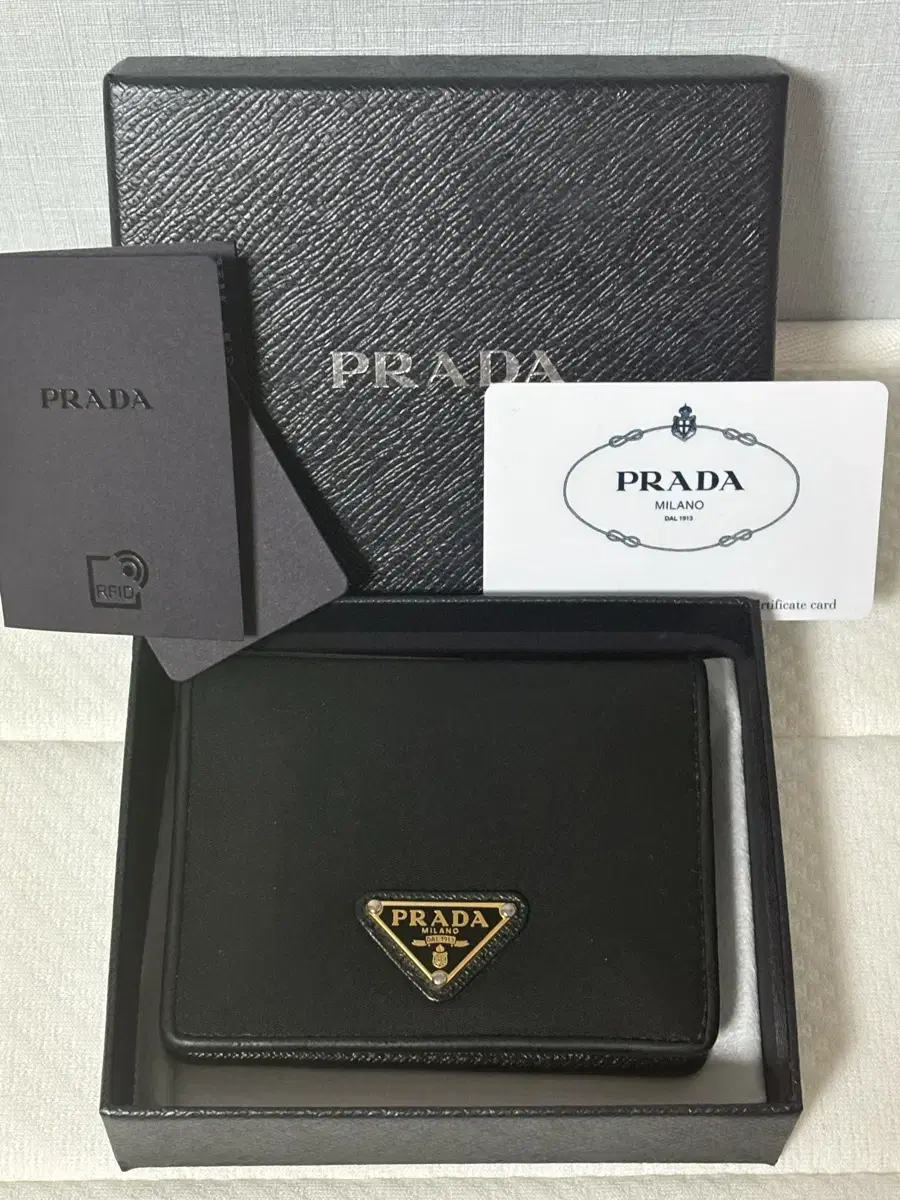 PRADA
PRADA
RFID
PRADA
MILANO
DAL 1913
rtificate card
PRADA
MILANO
DAL 1913